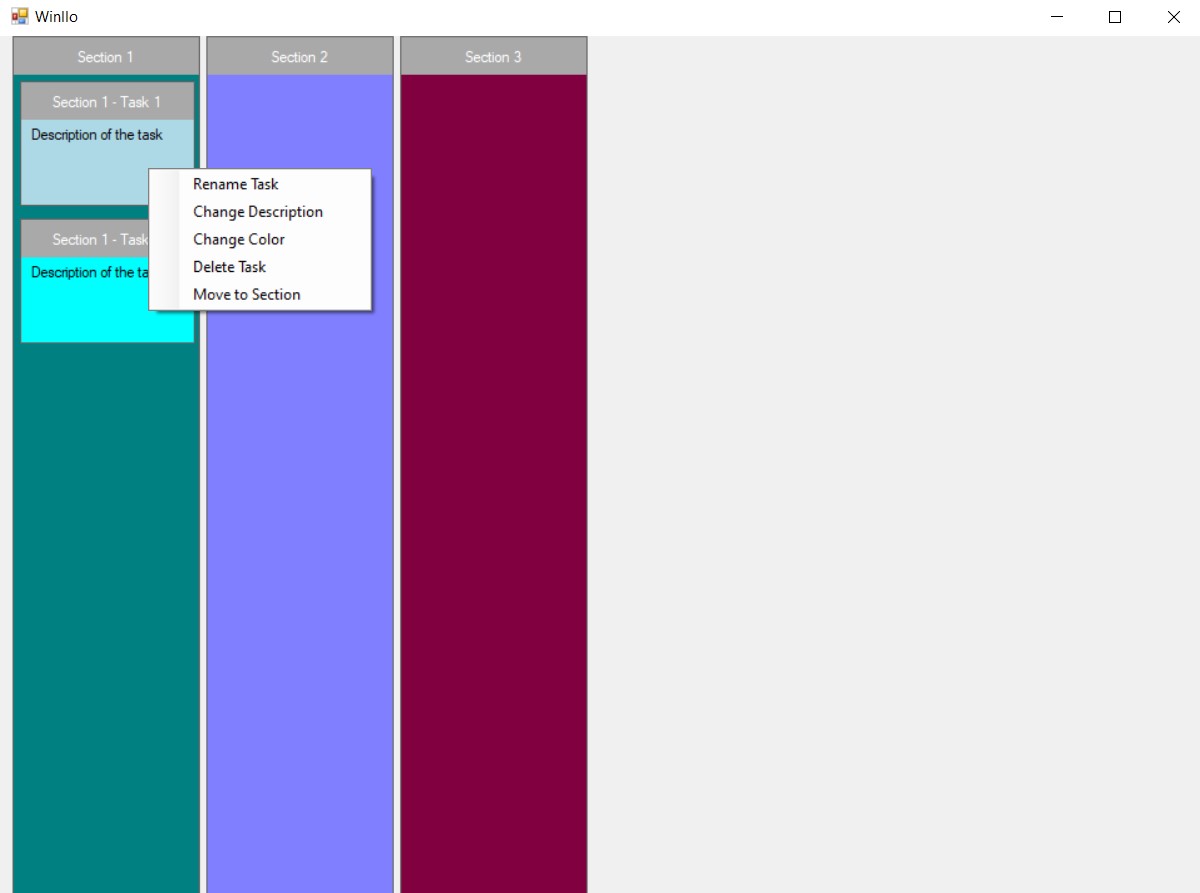 Winllo
Section 1
Section 2
Section 3
Section 1 - Task 1
Description of the task
Rename Task
Change Description
Change Color
Delete Task
Move to Section
Section 1 - Task
Description of the ta